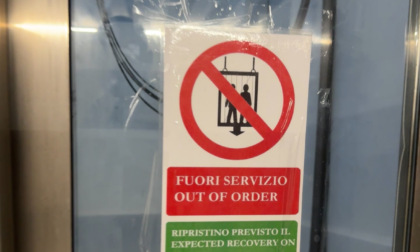 FUORI SERVIZIO
OUT OF ORDER
RIPRISTINO PREVISTO IL
EXPECTED RECOVERY ON